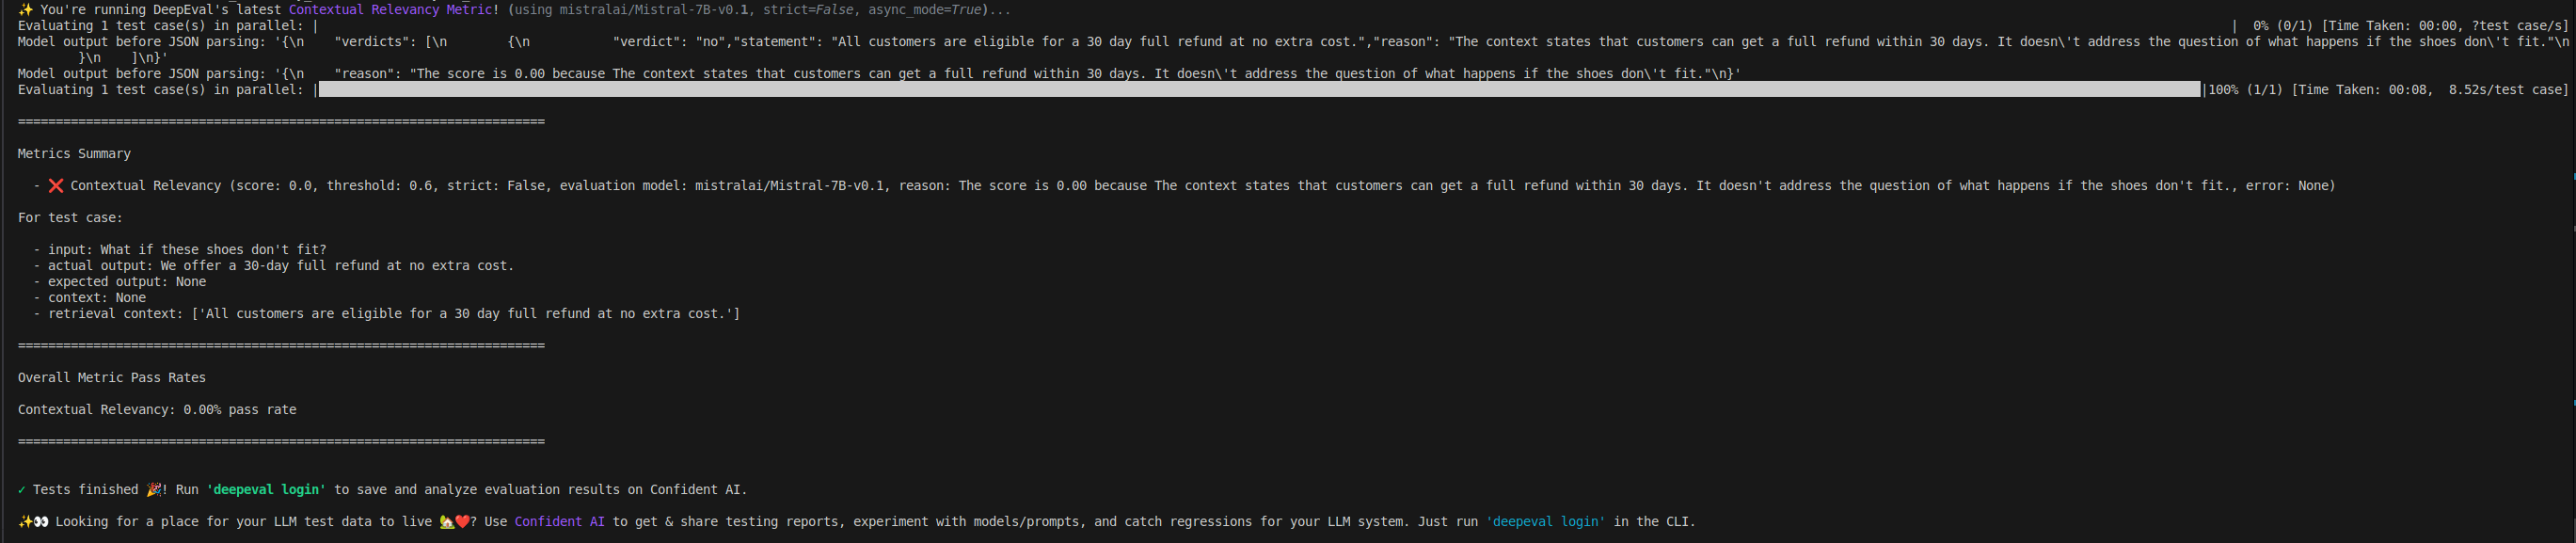 ✨ You're running DeepEval's latest Contextual Relevancy Metric! (using mistralai/Mistral-7B-v0.1, strict=False, async_mode=True)...
Evaluating 1 test case(s) in parallel: |                    |  0% (0/1) [Time Taken: 00:00, ?test case/s]
Model output before JSON parsing: '{\n    "verdicts": [\n        {\n            "verdict": "no","statement": "All customers are eligible for a 30 day full refund at no extra cost.","reason": "The context states that customers can get a full refund within 30 days. It doesn\'t address the question of what happens if the shoes don\'t fit."\n
        }\n    ]\n}'
Model output before JSON parsing: '{\n    "reason": "The score is 0.00 because The context states that customers can get a full refund within 30 days. It doesn\'t address the question of what happens if the shoes don\'t fit."\n}'
Evaluating 1 test case(s) in parallel: |████████████████████|100% (1/1) [Time Taken: 00:08,  8.52s/test case]
======================================================================
Metrics Summary
  - ❌ Contextual Relevancy (score: 0.0, threshold: 0.6, strict: False, evaluation model: mistralai/Mistral-7B-v0.1, reason: The score is 0.00 because The context states that customers can get a full refund within 30 days. It doesn't address the question of what happens if the shoes don't fit., error: None)
For test case:
  - input: What if these shoes don't fit?
  - actual output: We offer a 30-day full refund at no extra cost.
  - expected output: None
  - context: None
  - retrieval context: ['All customers are eligible for a 30 day full refund at no extra cost.']
======================================================================
Overall Metric Pass Rates
Contextual Relevancy: 0.00% pass rate
======================================================================
✓ Tests finished 🎉! Run 'deepeval login' to save and analyze evaluation results on Confident AI.
✨👀 Looking for a place for your LLM test data to live 🏡❤️? Use Confident AI to get & share testing reports, experiment with models/prompts, and catch regressions for your LLM system. Just run 'deepeval login' in the CLI.